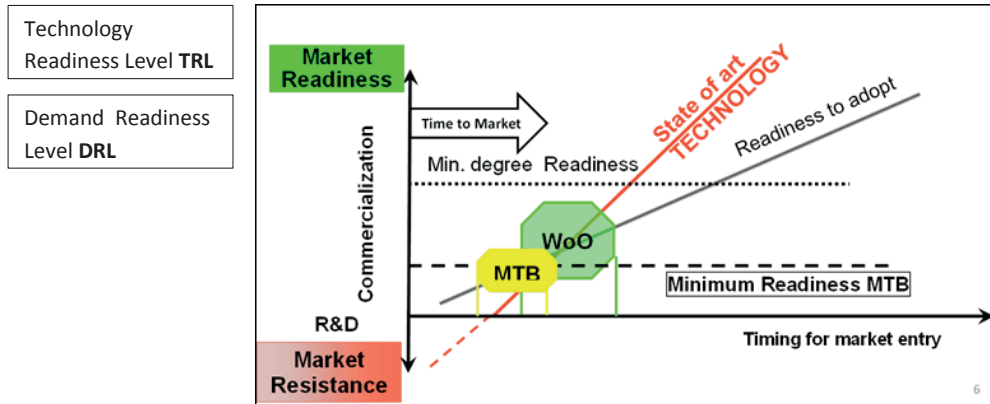 Technology
Readiness Level TRL
Demand Readiness
Level DRL
Market
Readiness
Time to Market
State of art
TECHNOLOGY
Readiness to adopt
Min. degree Readiness
Commercialization
WoO
MTB
Minimum Readiness MTB
R&D
Timing for market entry
Market
Resistance
6